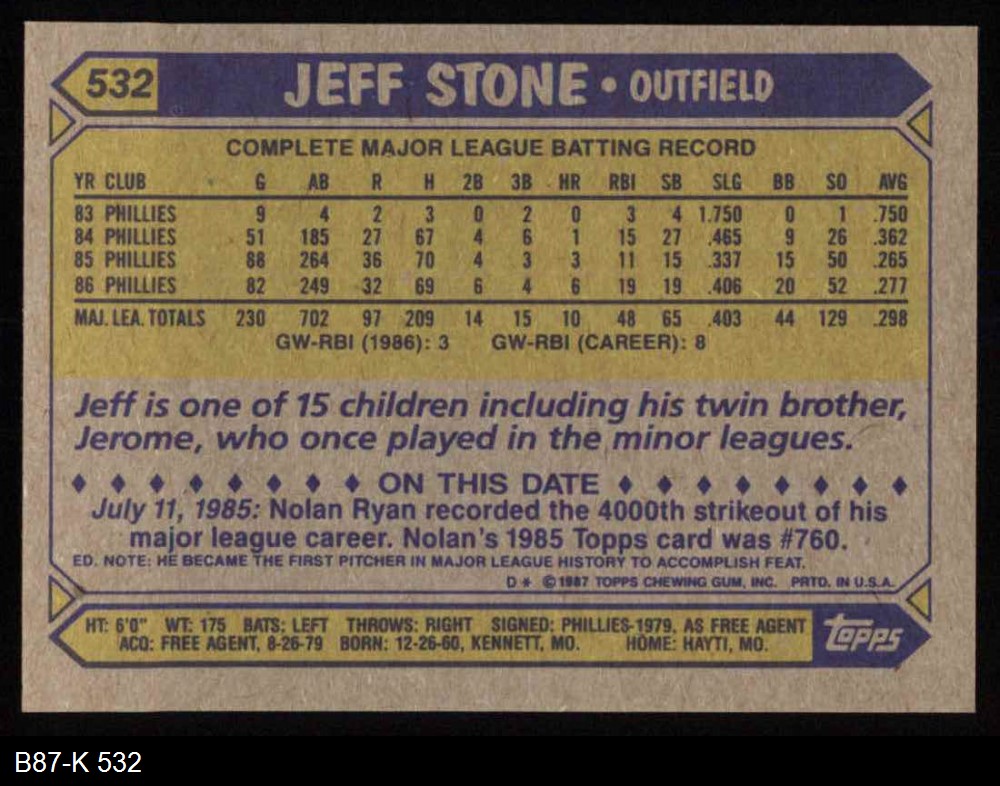 532 JEFF STONE • OUTFIELD
COMPLETE MAJOR LEAGUE BATTING RECORD
YR CLUB G AB R H 2B 3B HR RBI SB SLG BB SO AVG
83 PHILLIES 9 4 2 3 0 2 0 3 4 1.750 0 1 .750
84 PHILLIES 51 185 27 67 4 6 1 15 27 .465 9 26 .362
85 PHILLIES 88 264 36 70 4 3 3 11 15 .337 15 50 .265
86 PHILLIES 82 249 32 69 6 4 6 19 19 .406 20 52 .277
MAJ. LEA. TOTALS 230 702 97 209 14 15 10 48 65 .403 44 129 .298
GW-RBI (1986): 3 GW-RBI (CAREER): 8
Jeff is one of 15 children including his twin brother,
Jerome, who once played in the minor leagues.
ON THIS DATE
July 11, 1985: Nolan Ryan recorded the 4000th strikeout of his
major league career. Nolan's 1985 Topps card was #760.
ED. NOTE: HE BECAME THE FIRST PITCHER IN MAJOR LEAGUE HISTORY TO ACCOMPLISH FEAT.
D* © 1987 TOPPS CHEWING GUM, INC. PRTD. IN U.S.A.
HT: 6'0" WT: 175 BATS: LEFT THROWS: RIGHT SIGNED: PHILLIES-1979, AS FREE AGENT
ACQ: FREE AGENT, 8-26-79 BORN: 12-26-60, KENNETT, MO. HOME: HAYTI, MO.
topps
B87-K 532